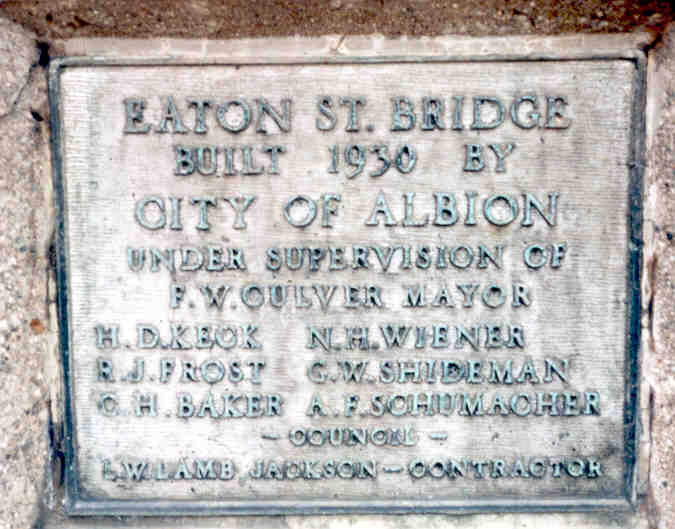 EATON ST. BRIDGE
BUILT 1930 BY
CITY OF ALBION
UNDER SUPERVISION OF
F.W.CULVER MAYOR
H.D.KECK N.H.WIENER
R.J.FROST G.W.SHIDEMAN
C.H.BAKER A.F.SCHUMACHER
– COUNCIL –
L.W.LAMB, JACKSON – CONTRACTOR